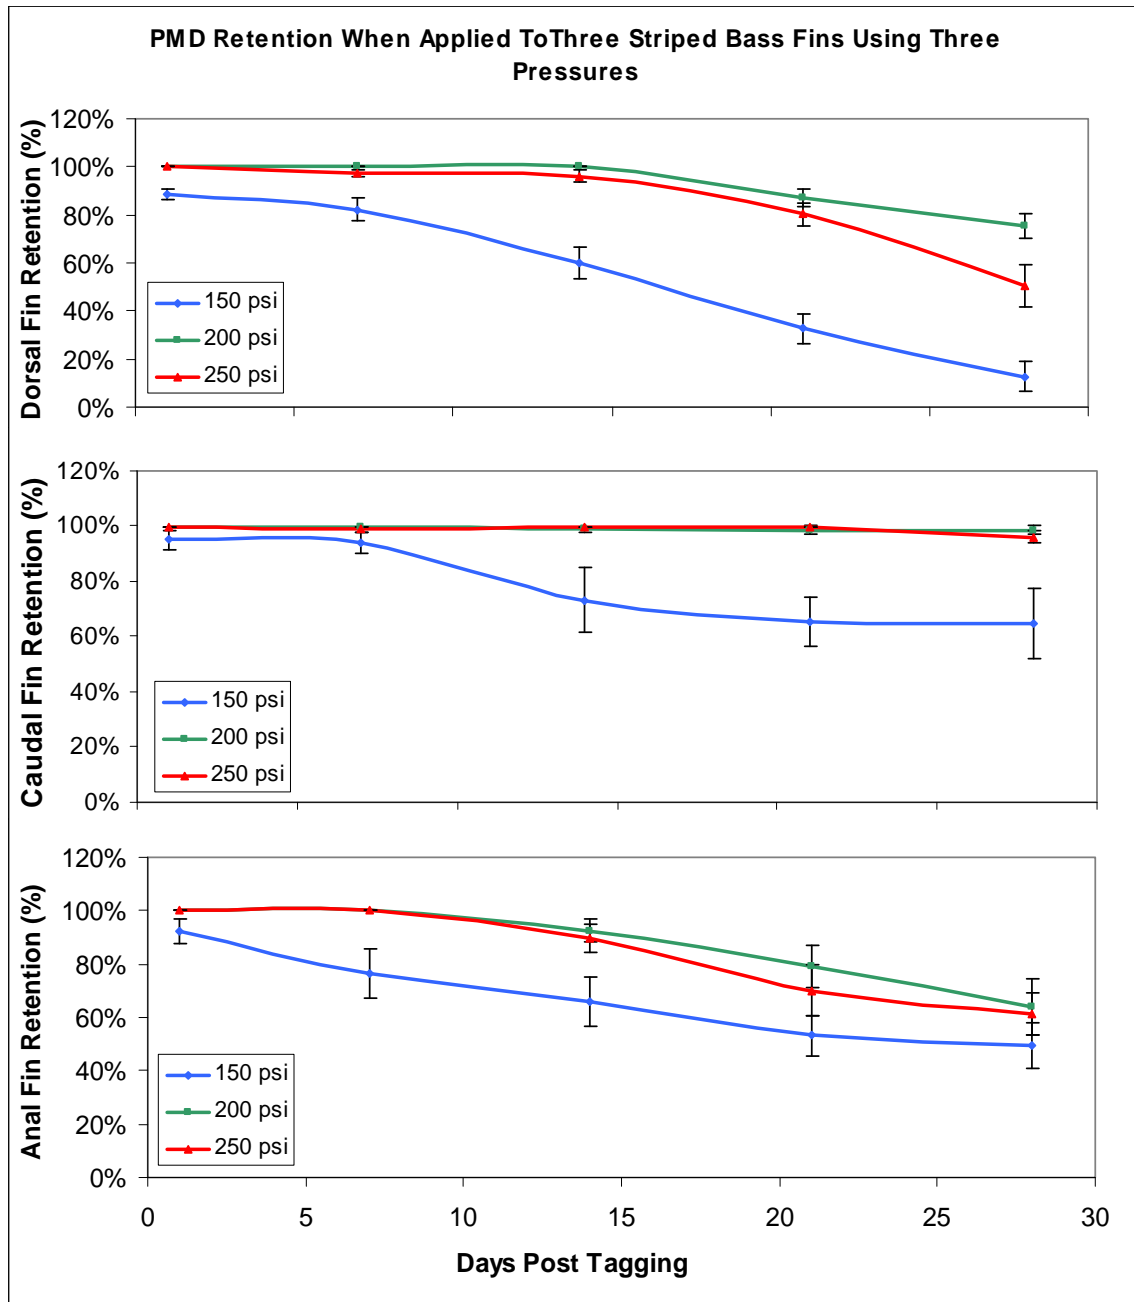 PMD Retention When Applied ToThree Striped Bass Fins Using Three
Pressures
Dorsal Fin Retention (%)
120%
100%
80%
60%
40%
20%
0%
150 psi
200 psi
250 psi
Caudal Fin Retention (%)
120%
100%
80%
60%
40%
20%
0%
150 psi
200 psi
250 psi
Anal Fin Retention (%)
120%
100%
80%
60%
40%
20%
0%
150 psi
200 psi
250 psi
0 5 10 15 20 25 30
Days Post Tagging